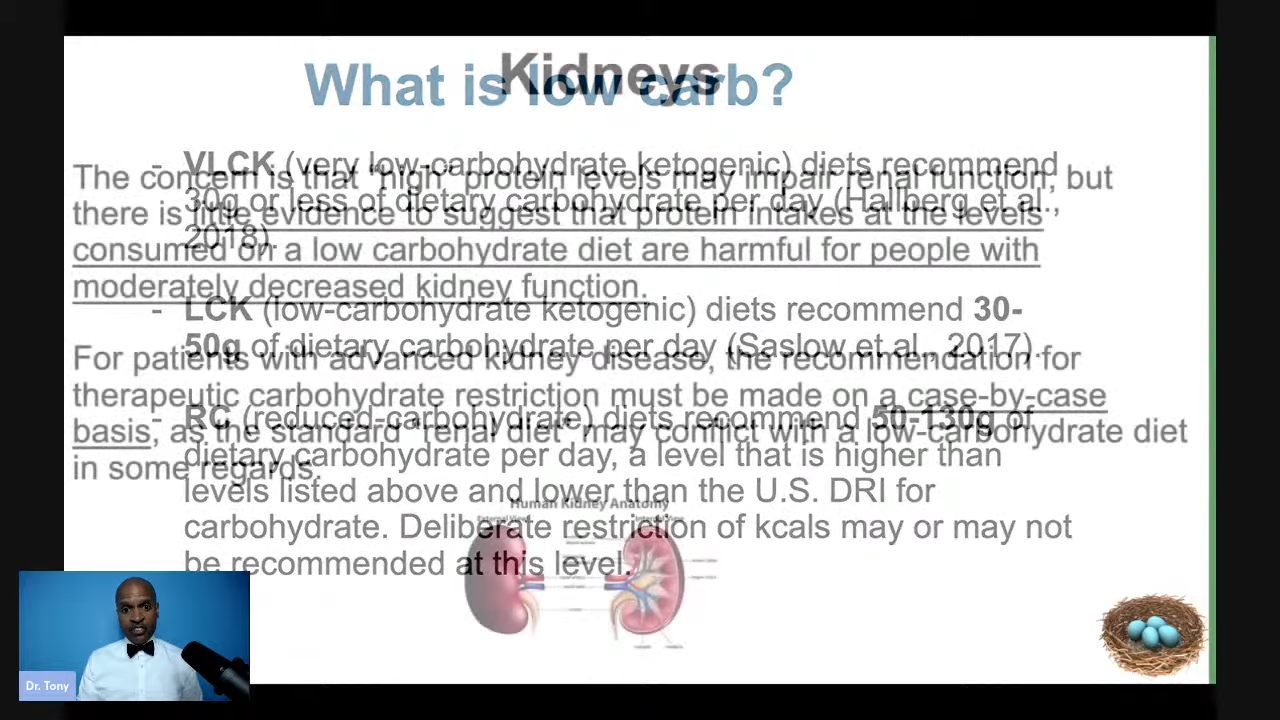 Kidneys
What is low carb?
The concern is that "high" protein levels may impair renal function, but
there is little evidence to suggest that protein intakes at the levels
consumed on a low carbohydrate diet are harmful for people with
moderately decreased kidney function.
For patients with advanced kidney disease, the recommendation for
therapeutic carbohydrate restriction must be made on a case-by-case
basis, as the standard "renal diet" may conflict with a low-carbohydrate diet
in some regards.
- VLCK (very low-carbohydrate ketogenic) diets recommend
30g or less of dietary carbohydrate per day (Hallberg et al.,
2018).
- LCK (low-carbohydrate ketogenic) diets recommend 30-
50g of dietary carbohydrate per day (Saslow et al., 2017).
- RC (reduced-carbohydrate) diets recommend 50-130g of
dietary carbohydrate per day, a level that is higher than
levels listed above and lower than the U.S. DRI for
carbohydrate. Deliberate restriction of kcals may or may not
be recommended at this level.
Human Kidney Anatomy
External View
Internal View
Dr. Tony